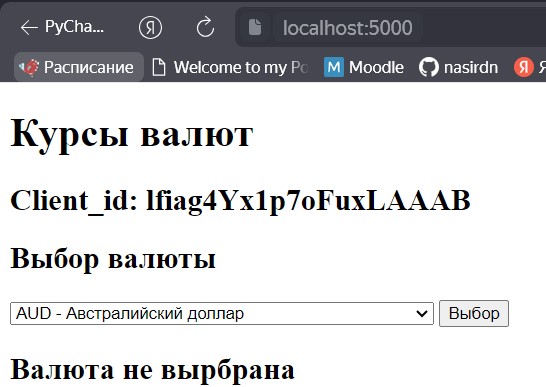 PyCha...
localhost:5000
Расписание Welcome to my Po Moodle nasirdn Я
Курсы валют
Client_id: lfiag4Yx1p7oFuxLAAAB
Выбор валюты
AUD - Австралийский доллар Выбор
Валюта не вырбрана